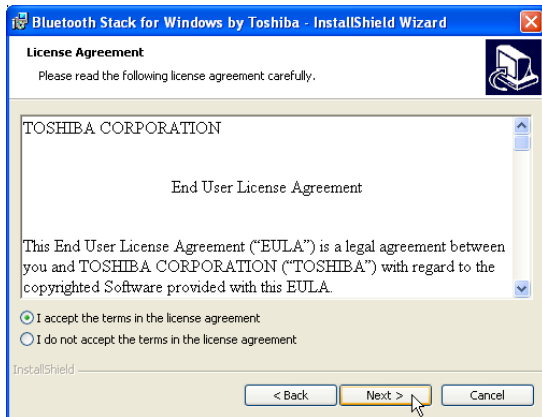 Bluetooth Stack for Windows by Toshiba - InstallShield Wizard
License Agreement
Please read the following license agreement carefully.
TOSHIBA CORPORATION
End User License Agreement
This End User License Agreement (“EULA”) is a legal agreement between
you and TOSHIBA CORPORATION (“TOSHIBA”) with regard to the
copyrighted Software provided with this EULA.
I accept the terms in the license agreement
I do not accept the terms in the license agreement
InstallShield
< Back Next > Cancel